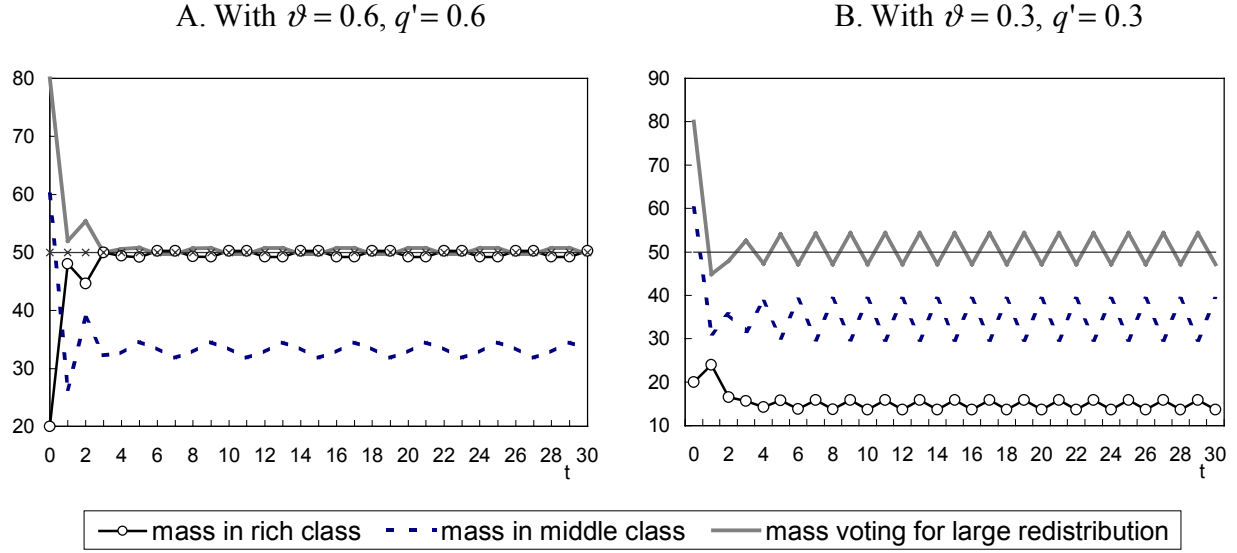 A. With ϑ = 0.6, q' = 0.6
B. With ϑ = 0.3, q' = 0.3
80
70
60
50
40
30
20
0 2 4 6 8 10 12 14 16 18 20 22 24 26 28 30
t
90
80
70
60
50
40
30
20
10
0 2 4 6 8 10 12 14 16 18 20 22 24 26 28 30
t
mass in rich class mass in middle class mass voting for large redistribution